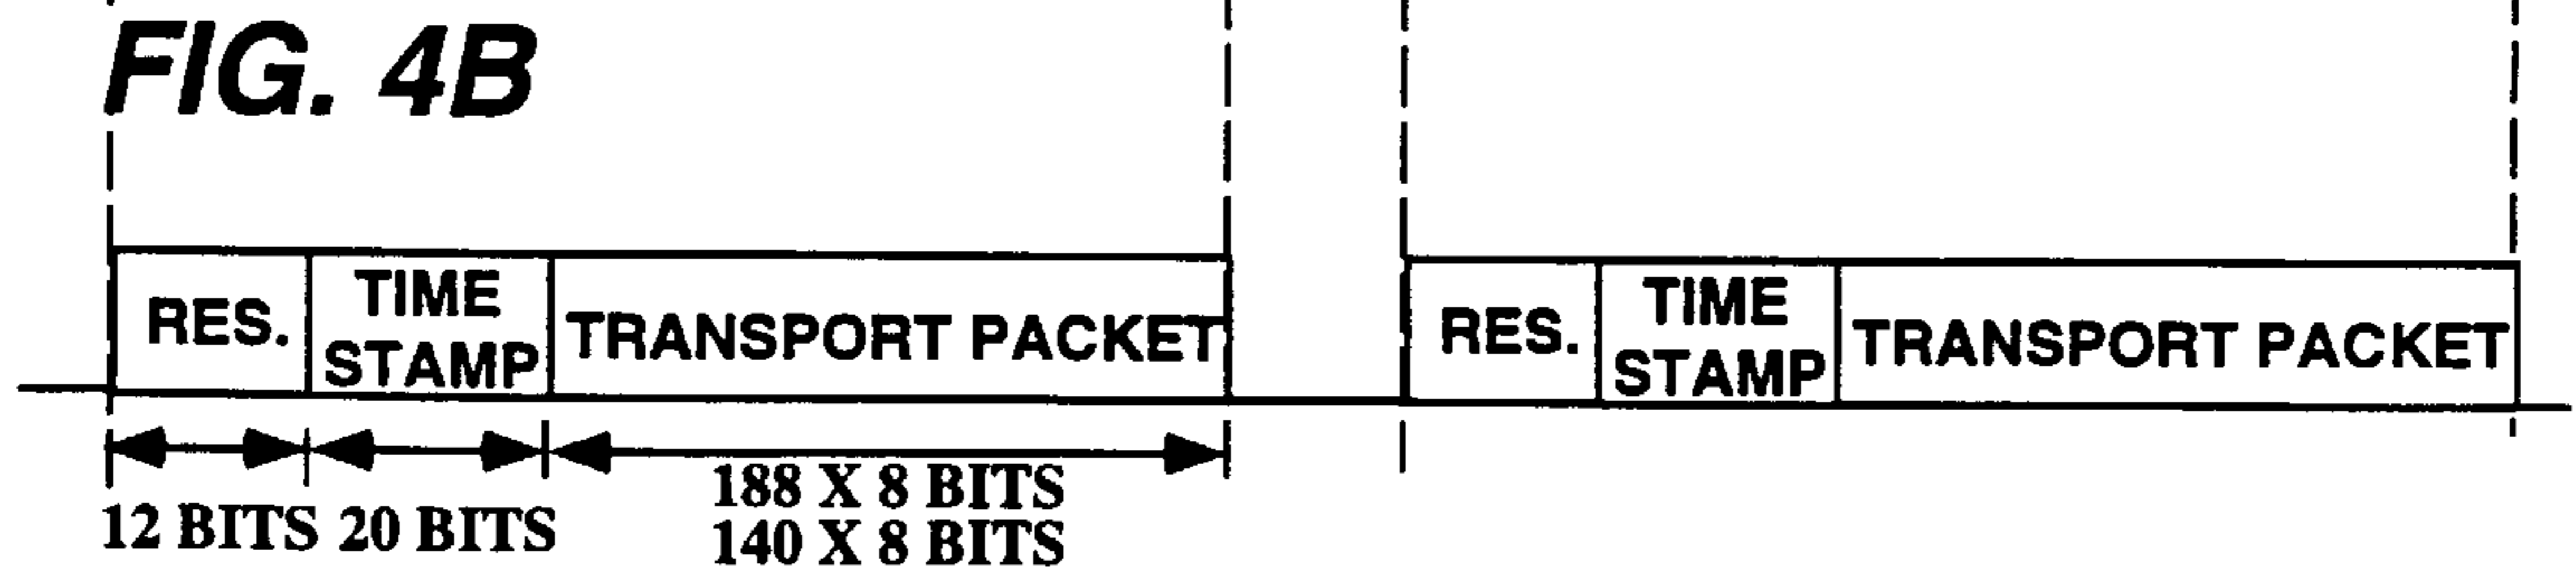 FIG. 4B
RES.
TIME
STAMP
TRANSPORT PACKET
RES.
TIME
STAMP
TRANSPORT PACKET
12 BITS
20 BITS
188 X 8 BITS
140 X 8 BITS